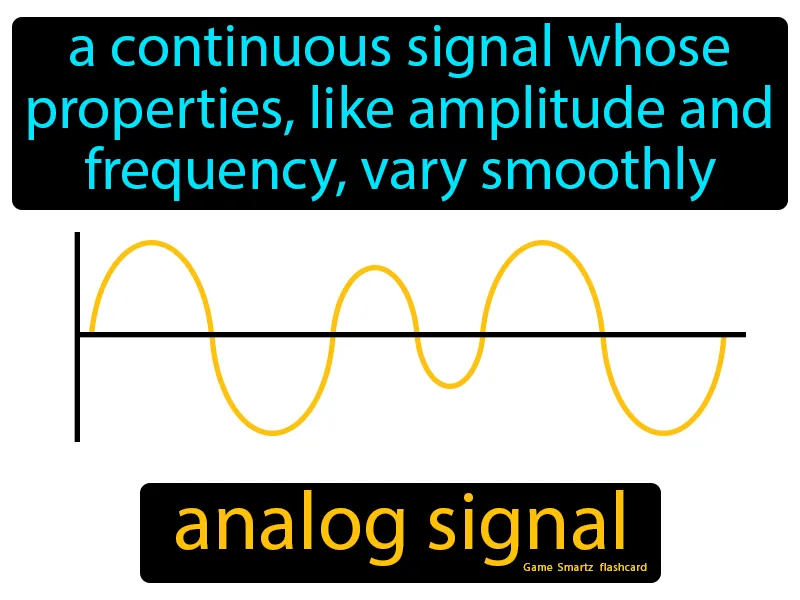 a continuous signal whose
properties, like amplitude and
frequency, vary smoothly
analog signal
Game Smartz flashcard